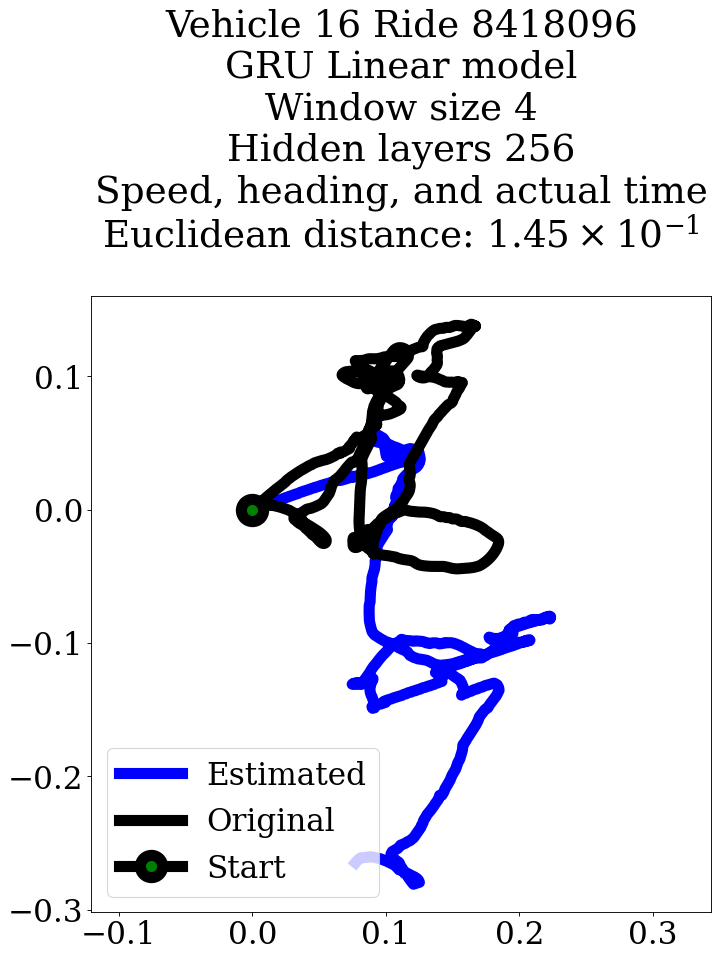 Vehicle 16 Ride 8418096
GRU Linear model
Window size 4
Hidden layers 256
Speed, heading, and actual time
Euclidean distance: 1.45 × 10⁻¹
0.1
0.0
−0.1
−0.2
−0.3
Estimated
Original
Start
−0.1 0.0 0.1 0.2 0.3